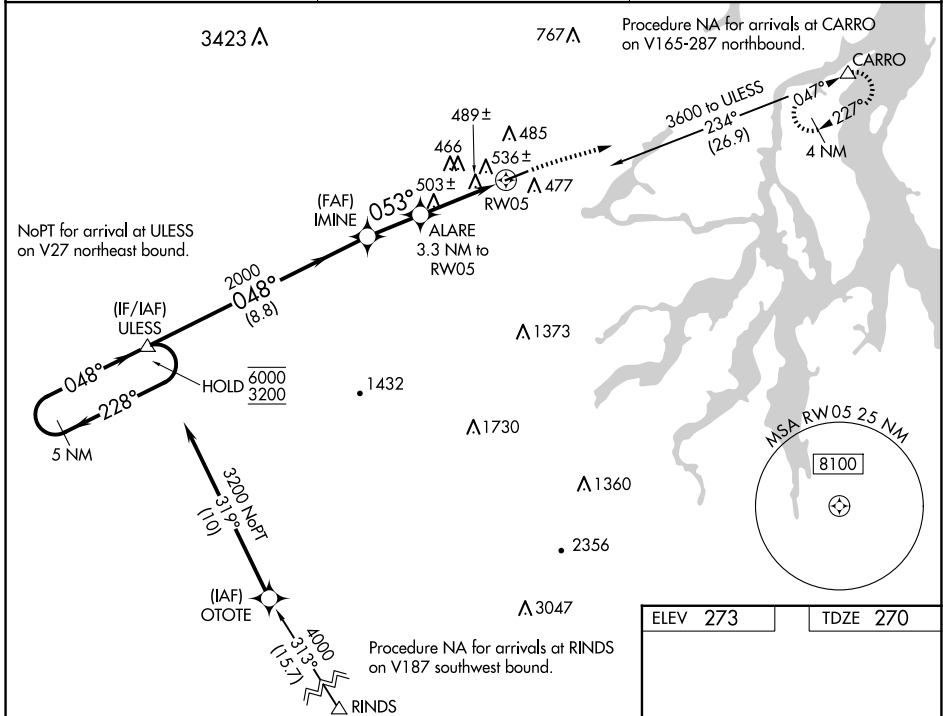 Procedure NA for arrivals at CARRO
on V165-287 northbound.
3423
767
CARRO
047°
227°
4 NM
3600 to ULESS
234°
(26.9)
489±
485
466
536±
503±
477
RW05
(FAF)
IMINE
053°
ALARE
3.3 NM to
RW05
NoPT for arrival at ULESS
on V27 northeast bound.
2000
048°
(8.8)
(IF/IAF)
ULESS
048°
228°
5 NM
HOLD 6000
3200
1373
1432
1730
MSA RW05 25 NM
8100
1360
2356
3200 NoPT
319°
(10)
(IAF)
OTOTE
3047
4000
313°
(15.7)
Procedure NA for arrivals at RINDS
on V187 southwest bound.
RINDS
ELEV 273
TDZE 270